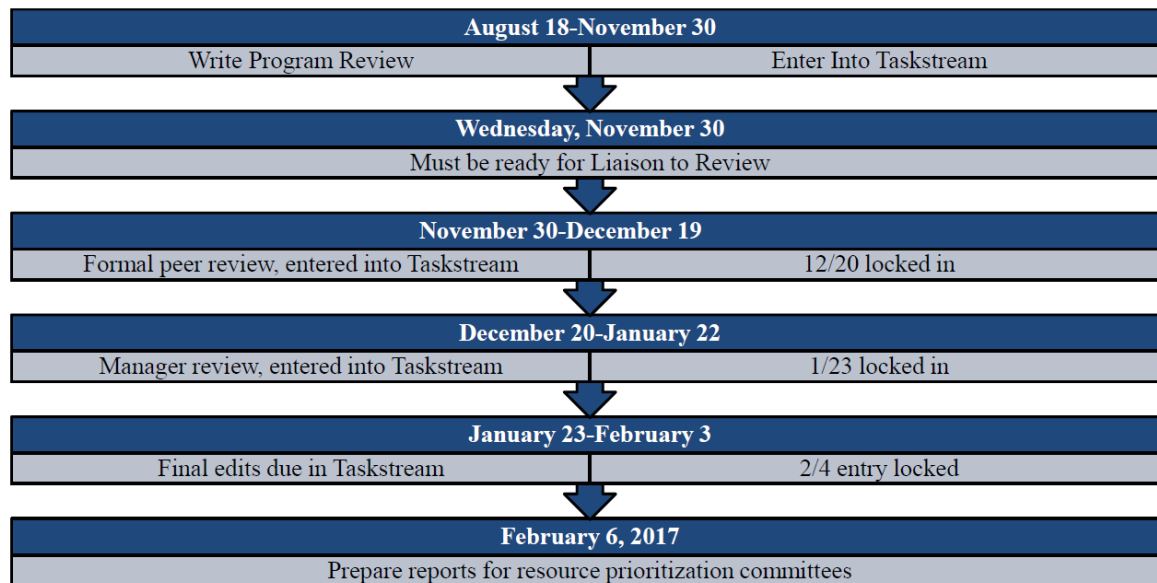 August 18-November 30
Write Program Review
Enter Into Taskstream
Wednesday, November 30
Must be ready for Liaison to Review
November 30-December 19
Formal peer review, entered into Taskstream
12/20 locked in
December 20-January 22
Manager review, entered into Taskstream
1/23 locked in
January 23-February 3
Final edits due in Taskstream
2/4 entry locked
February 6, 2017
Prepare reports for resource prioritization committees